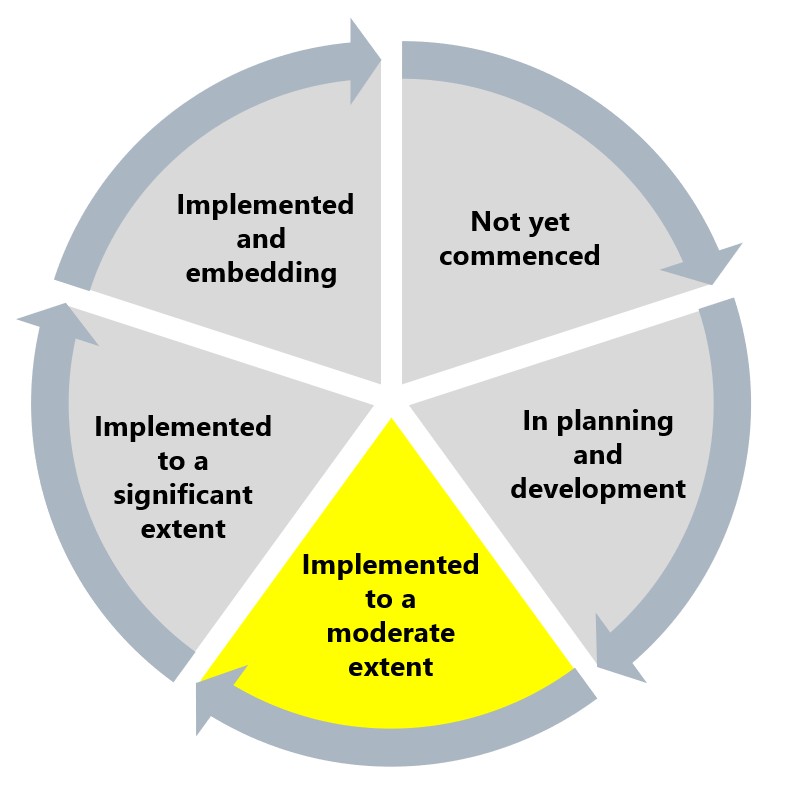 Not yet
commenced
In planning
and
development
Implemented
to a
moderate
extent
Implemented
to a
significant
extent
Implemented
and
embedding